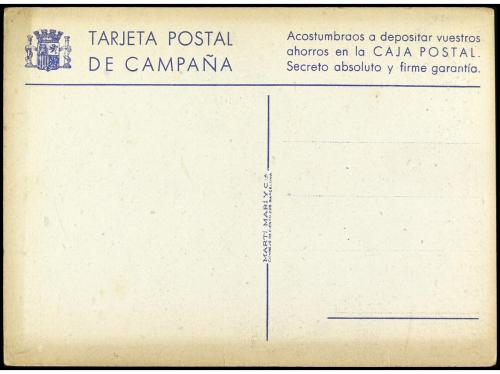 TARJETA POSTAL
DE CAMPAÑA
Acostumbraos a depositar vuestros
ahorros en la CAJA POSTAL.
Secreto absoluto y firme garantía.
MARTÍ, MARÍ Y C.ª